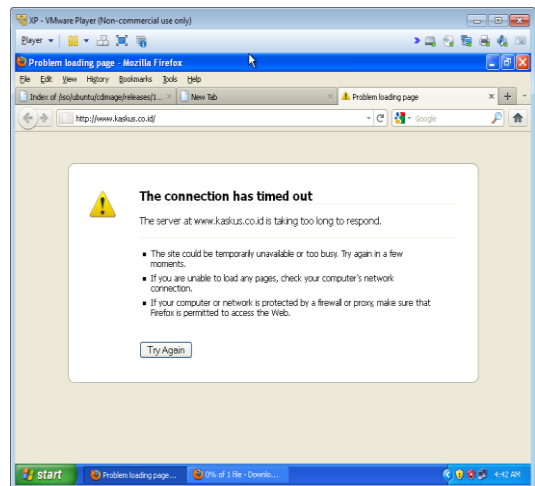 XP - VMware Player (Non-commercial use only)
Player
Problem loading page - Mozilla Firefox
File Edit View History Bookmarks Tools Help
Index of /iso/ubuntu/cdimage/releases/1... New Tab Problem loading page
http://www.kaskus.co.id/ Google
The connection has timed out
The server at www.kaskus.co.id is taking too long to respond.
The site could be temporarily unavailable or too busy. Try again in a few
moments.
If you are unable to load any pages, check your computer's network
connection.
If your computer or network is protected by a firewall or proxy, make sure that
Firefox is permitted to access the Web.
Try Again
start Problem loading page... 0% of 1 file - Downlo... 4:42 AM